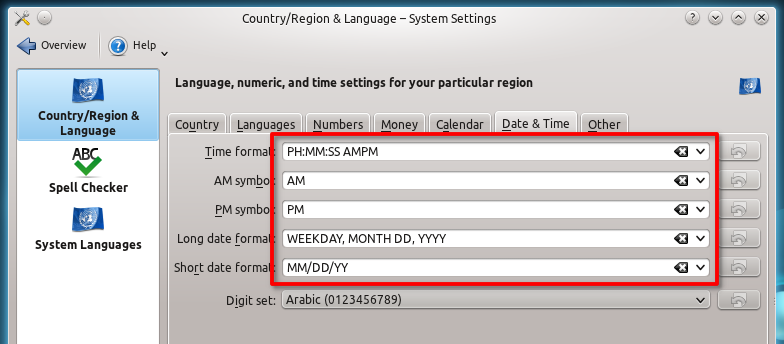 Country/Region & Language – System Settings
Overview Help
Language, numeric, and time settings for your particular region
Country/Region &
Language
ABC
Spell Checker
System Languages
Country Languages Numbers Money Calendar Date & Time Other
Time format: PH:MM:SS AMPM
AM symbol: AM
PM symbol: PM
Long date format: WEEKDAY, MONTH DD, YYYY
Short date format: MM/DD/YY
Digit set: Arabic (0123456789)